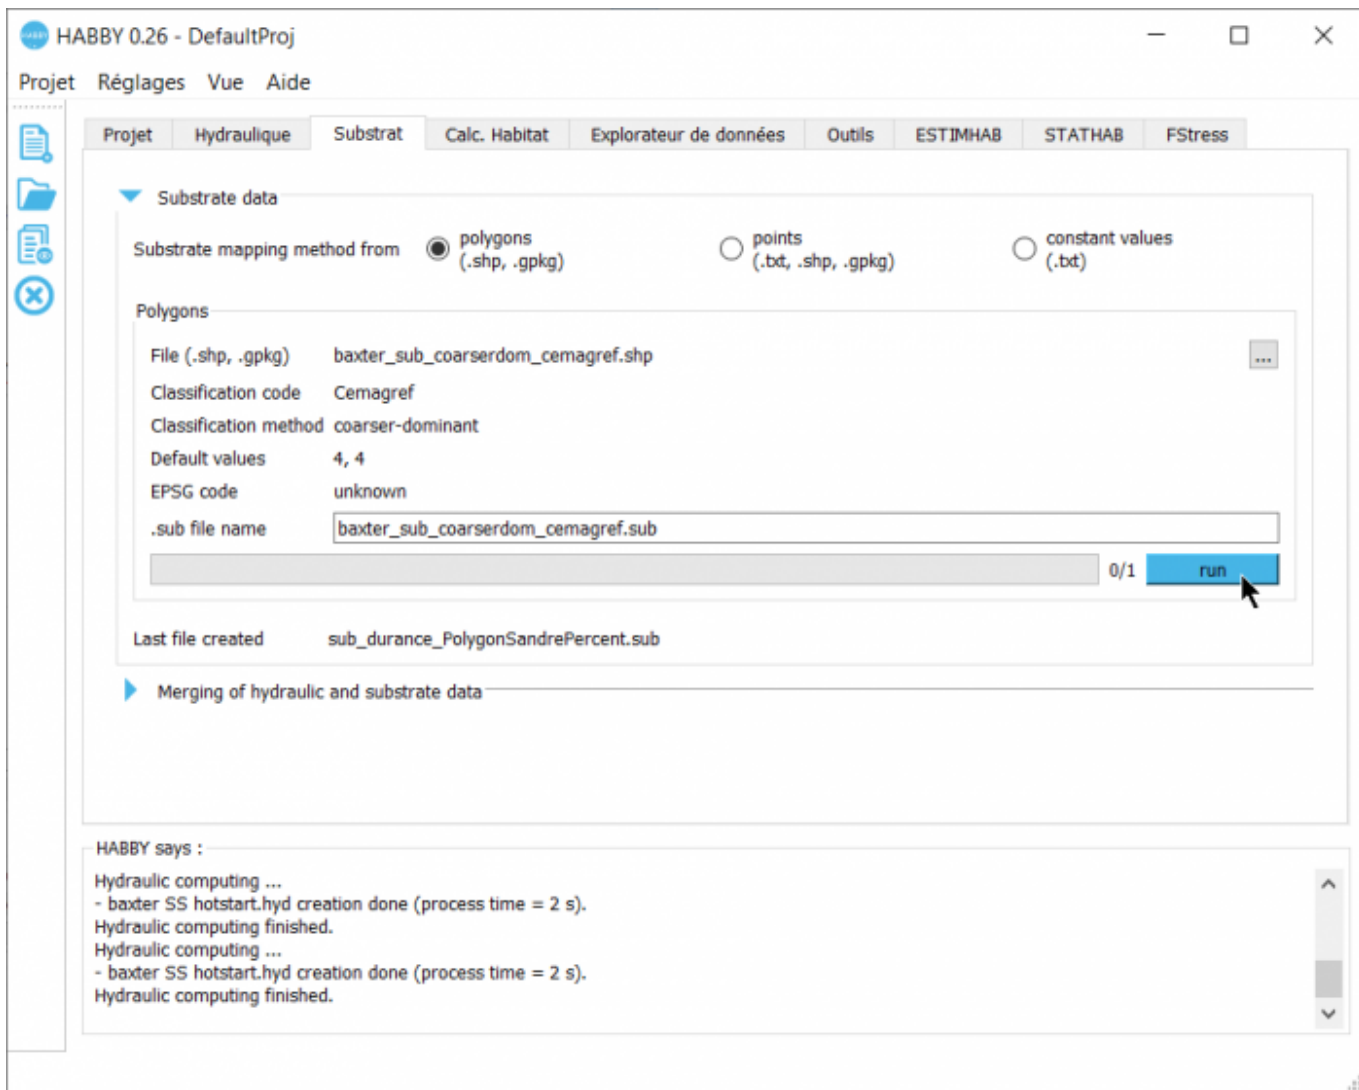 HABBY 0.26 - DefaultProj
Projet Réglages Vue Aide
Projet Hydraulique Substrat Calc. Habitat Explorateur de données Outils ESTIMHAB STATHAB FStress
Substrate data
Substrate mapping method from
polygons
(.shp, .gpkg)
points
(.txt, .shp, .gpkg)
constant values
(.txt)
Polygons
File (.shp, .gpkg) baxter_sub_coarserdom_cemagref.shp ...
Classification code Cemagref
Classification method coarser-dominant
Default values 4, 4
EPSG code unknown
.sub file name baxter_sub_coarserdom_cemagref.sub
0/1 run
Last file created sub_durance_PolygonSandrePercent.sub
Merging of hydraulic and substrate data
HABBY says :
Hydraulic computing ...
- baxter SS hotstart.hyd creation done (process time = 2 s).
Hydraulic computing finished.
Hydraulic computing ...
- baxter SS hotstart.hyd creation done (process time = 2 s).
Hydraulic computing finished.